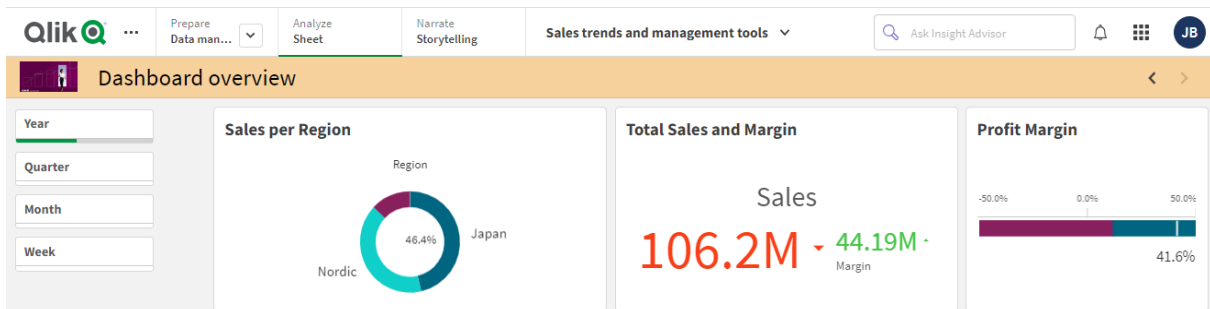 Qlik
Prepare
Data man...
Analyze
Sheet
Narrate
Storytelling
Sales trends and management tools
Ask Insight Advisor
JB
Dashboard overview
Year
Quarter
Month
Week
Sales per Region
Region
46.4%
Japan
Nordic
Total Sales and Margin
Sales
106.2M
44.19M
Margin
Profit Margin
-50.0% 0.0% 50.0%
41.6%